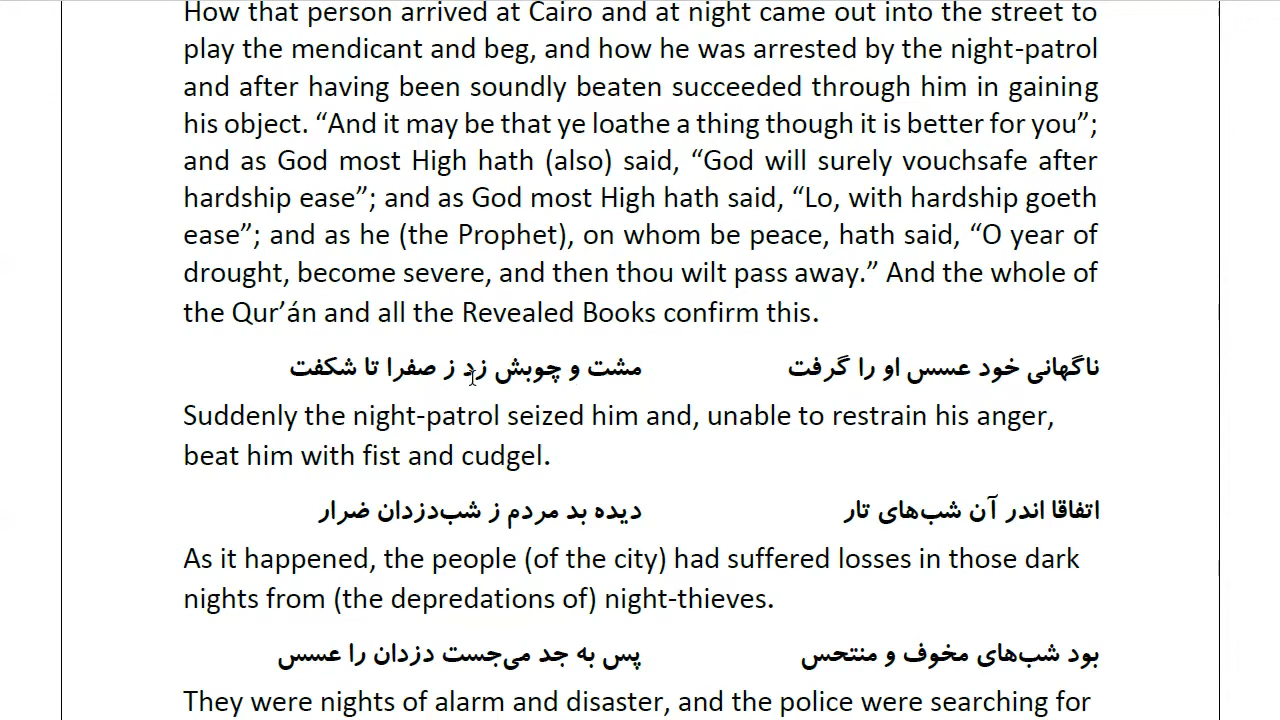 How that person arrived at Cairo and at night came out into the street to
play the mendicant and beg, and how he was arrested by the night-patrol
and after having been soundly beaten succeeded through him in gaining
his object. “And it may be that ye loathe a thing though it is better for you”;
and as God most High hath (also) said, “God will surely vouchsafe after
hardship ease”; and as God most High hath said, “Lo, with hardship goeth
ease”; and as he (the Prophet), on whom be peace, hath said, “O year of
drought, become severe, and then thou wilt pass away.” And the whole of
the Qur’án and all the Revealed Books confirm this.
ناگهانی خود عسس او را گرفت مشت و چوبش زد ز صفرا تا شکفت
Suddenly the night-patrol seized him and, unable to restrain his anger,
beat him with fist and cudgel.
اتفاقا اندر آن شب‌های تار دیده بد مردم ز شب‌دزدان ضرار
As it happened, the people (of the city) had suffered losses in those dark
nights from (the depredations of) night-thieves.
بود شب‌های مخوف و منتحس پس به جد می‌جست دزدان را عسس
They were nights of alarm and disaster, and the police were searching for